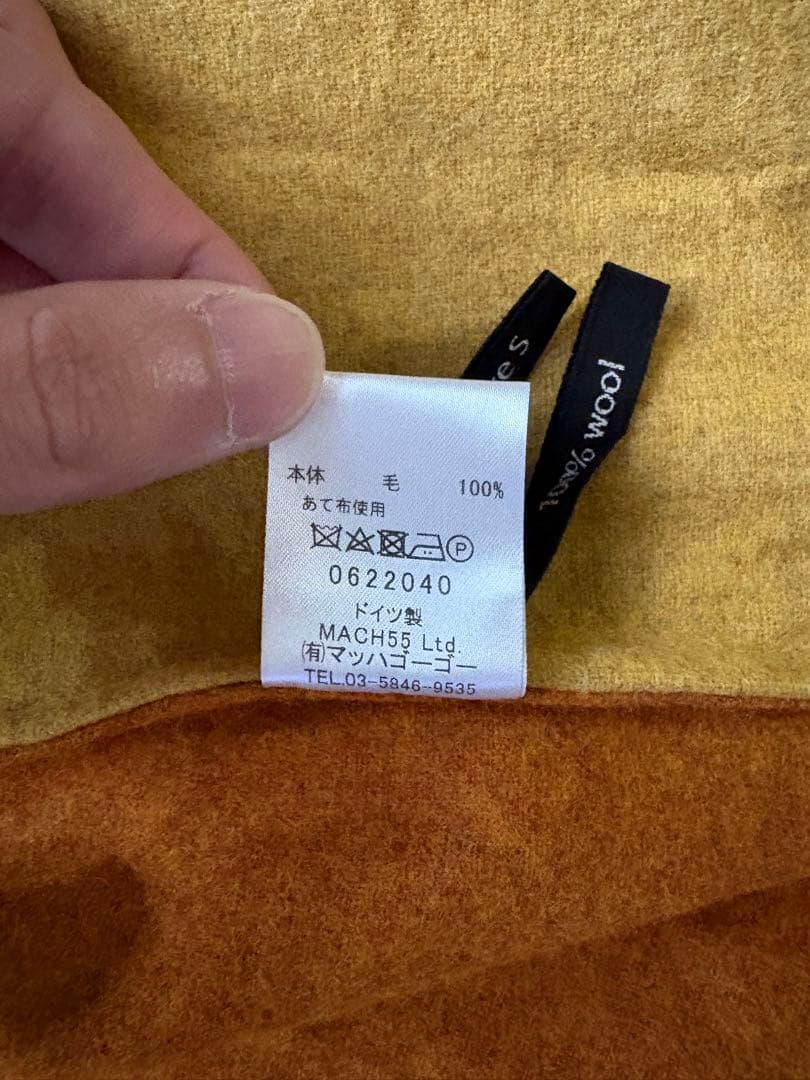 本体 毛 100%
あて布使用
P
0622040
ドイツ製
MACH55 Ltd.
(有)マッハゴーゴー
TEL.03-5846-9535
100% wool